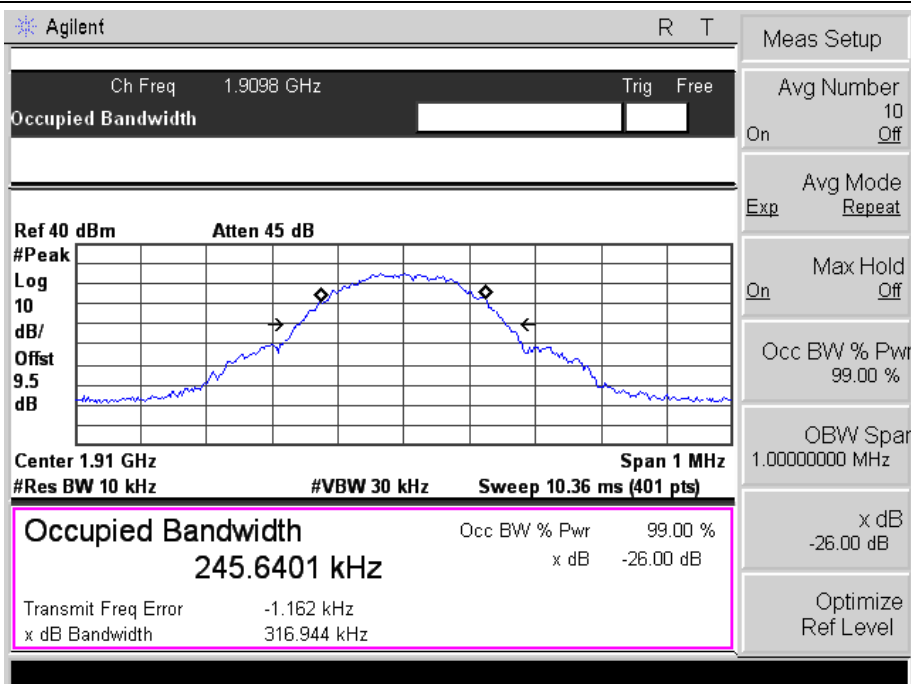 Agilent R T
Ch Freq 1.9098 GHz Trig Free
Occupied Bandwidth
Ref 40 dBm Atten 45 dB
#Peak
Log
10
dB/
Offst
9.5
dB
Center 1.91 GHz Span 1 MHz
#Res BW 10 kHz #VBW 30 kHz Sweep 10.36 ms (401 pts)
Occupied Bandwidth
245.6401 kHz
Occ BW % Pwr 99.00 %
x dB -26.00 dB
Transmit Freq Error -1.162 kHz
x dB Bandwidth 316.944 kHz
Meas Setup
Avg Number
10
On Off
Avg Mode
Exp Repeat
Max Hold
On Off
Occ BW % Pwr
99.00 %
OBW Span
1.00000000 MHz
x dB
-26.00 dB
Optimize
Ref Level